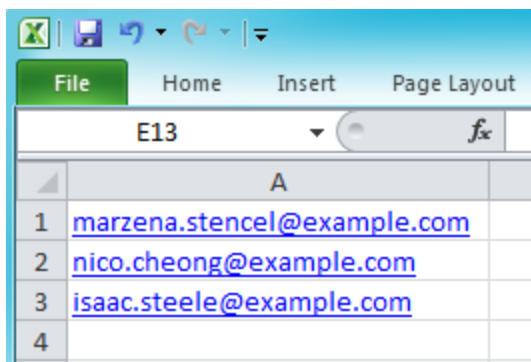 File Home Insert Page Layout
E13 fx
A
1 marzena.stencel@example.com
2 nico.cheong@example.com
3 isaac.steele@example.com
4